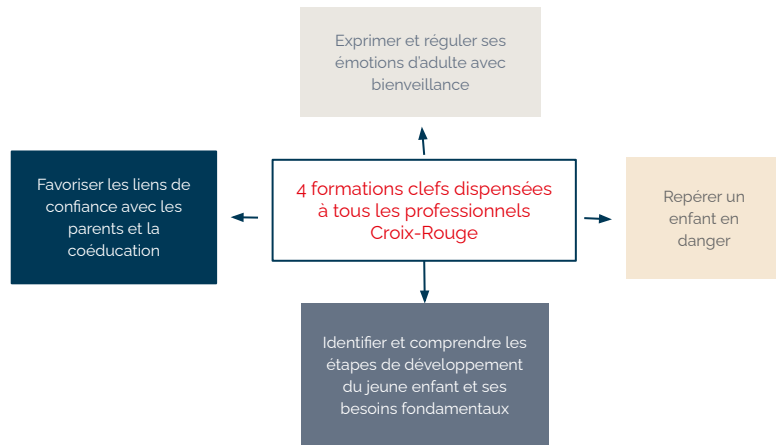 Exprimer et réguler ses
émotions d'adulte avec
bienveillance
Favoriser les liens de
confiance avec les
parents et la
coéducation
4 formations clefs dispensées
à tous les professionnels
Croix-Rouge
Repérer un
enfant en
danger
Identifier et comprendre les
étapes de développement
du jeune enfant et ses
besoins fondamentaux